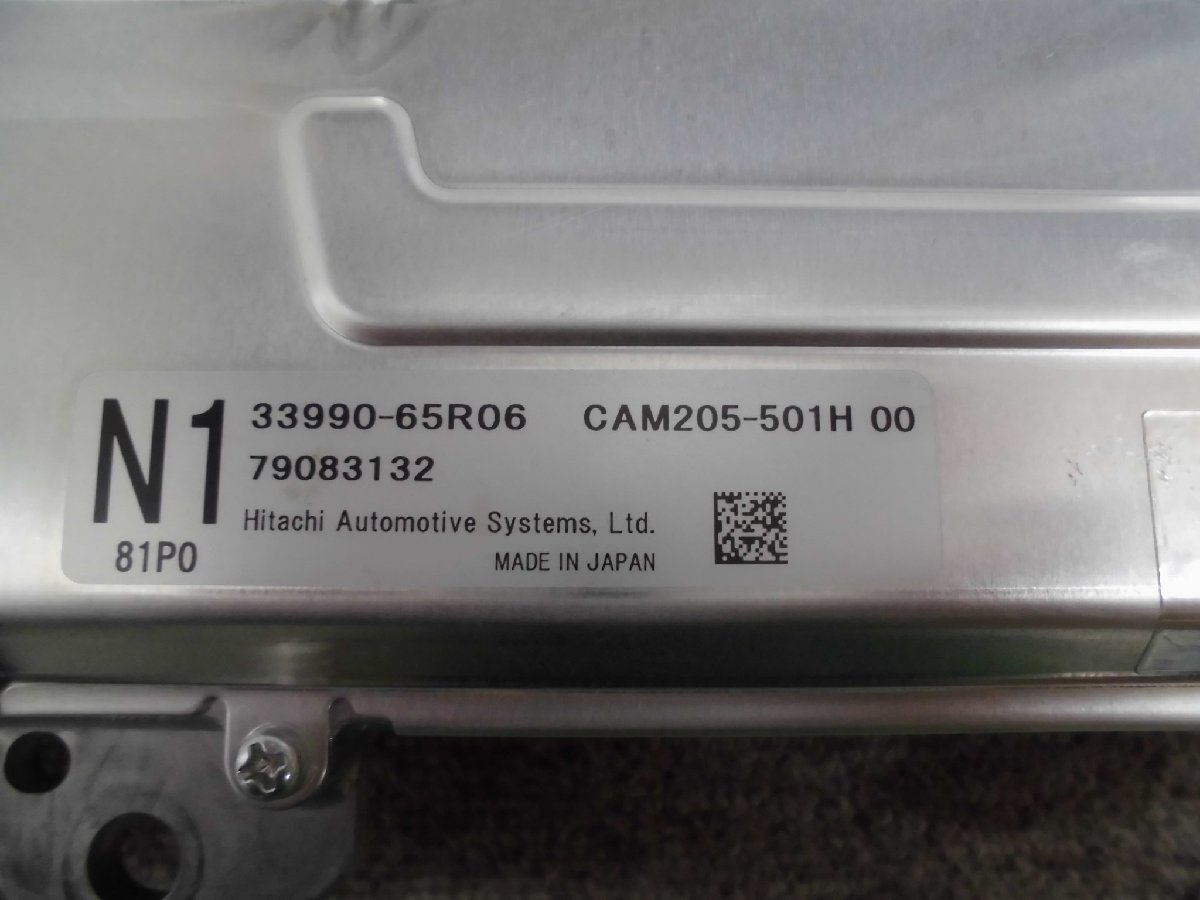 N1
33990-65R06 CAM205-501H 00
79083132
Hitachi Automotive Systems, Ltd.
81P0 MADE IN JAPAN